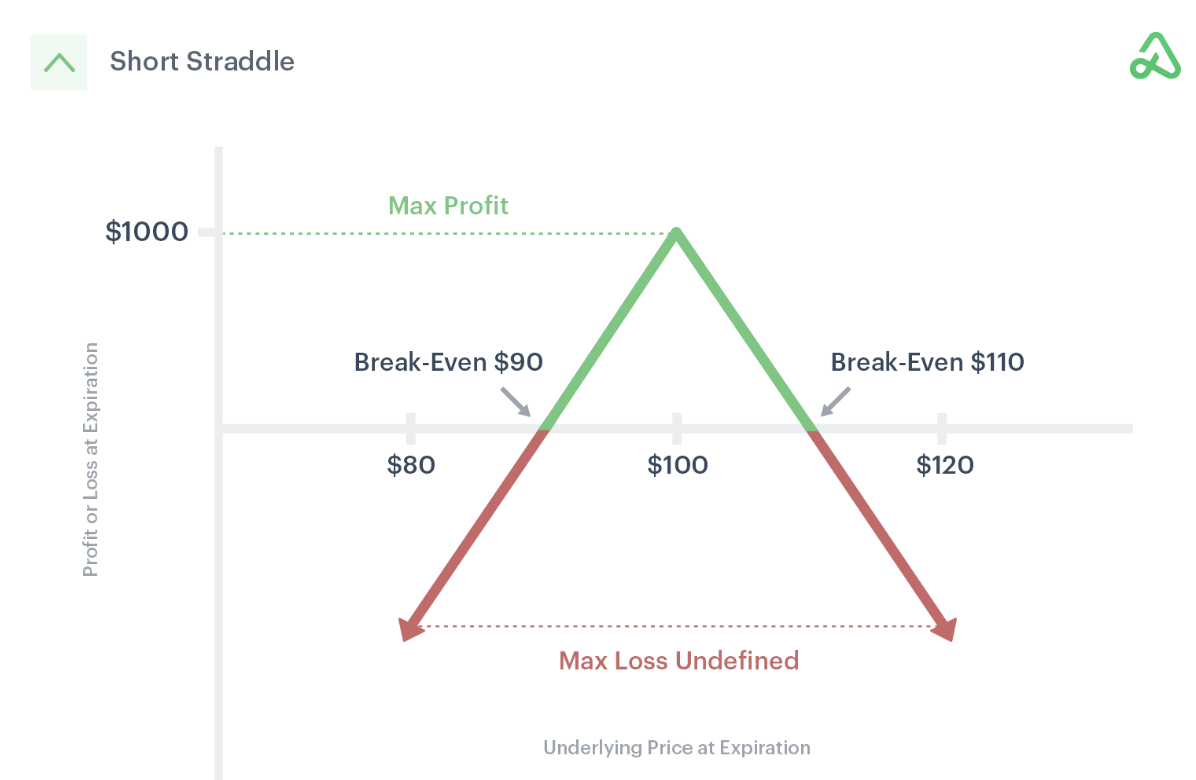 Short Straddle
Max Profit
$1000
Break-Even $90
Break-Even $110
$80
$100
$120
Profit or Loss at Expiration
Max Loss Undefined
Underlying Price at Expiration